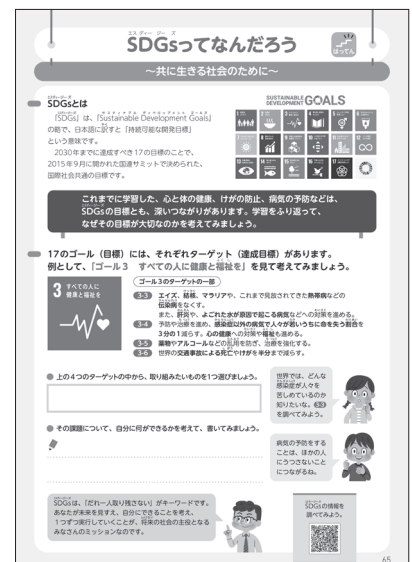 エス ディー ジーズ
SDGsってなんだろう
はってん
～共に生きる社会のために～
SDGsとは
「SDGs」は、「Sustainable Development Goals」
の略で、日本語に訳すと「持続可能な開発目標」
という意味です。
2030年までに達成すべき17の目標のことで、
2015年9月に開かれた国連サミットで決められた、
国際社会共通の目標です。
SUSTAINABLE
DEVELOPMENT GOALS
これまでに学習した、心と体の健康、けがの防止、病気の予防などは、
SDGsの目標とも、深いつながりがあります。学習をふり返って、
なぜその目標が大切なのかを考えてみましょう。
17のゴール（目標）には、それぞれターゲット（達成目標）があります。
例として、「ゴール3 すべての人に健康と福祉を」を見て考えてみましょう。
3 すべての人に
健康と福祉を
ゴール3のターゲットの一部
3-3 エイズ、結核、マラリアや、これまで見放されてきた熱帯病などの
伝染病をなくす。
また、肝炎や、よごれた水が原因で起こる病気などへの対策を進める。
3-4 予防や治療を進め、感染症以外の病気で人々が若いうちに命を失う割合を
3分の1減らす。心の健康への対策や福祉も進める。
3-5 薬物やアルコールなどの乱用を防ぎ、治療を強化する。
3-6 世界の交通事故による死亡やけがを半分まで減らす。
● 上の4つのターゲットの中から、取り組みたいものを1つ選びましょう。
世界では、どんな
感染症が人々を
苦しめているのか
知りたいな。3-3
を調べてみよう。
● その課題について、自分に何ができるかを考えて、書いてみましょう。
病気の予防をする
ことは、ほかの人
にうつさないこと
につながるね。
SDGsは、「だれ一人取り残さない」がキーワードです。
あなたが未来を見すえ、自分にできることを考え、
1つずつ実行していくことが、将来の社会の主役となる
みなさんのミッションなのです。
SDGsの情報を
調べてみよう。
65